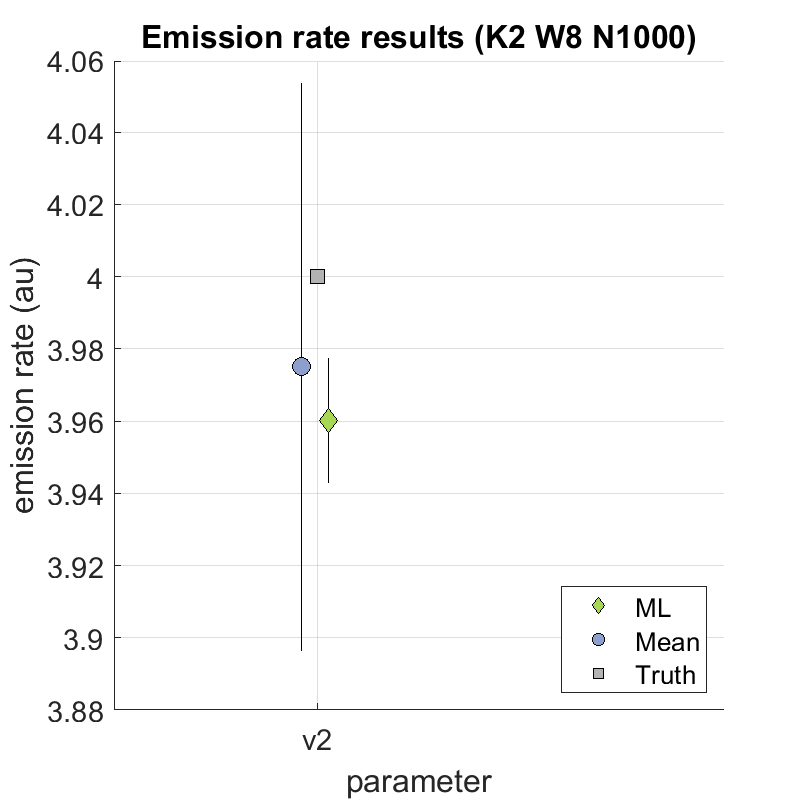 Emission rate results (K2 W8 N1000)
4.06
4.04
4.02
4
3.98
3.96
3.94
3.92
3.9
3.88
emission rate (au)
ML
Mean
Truth
v2
parameter